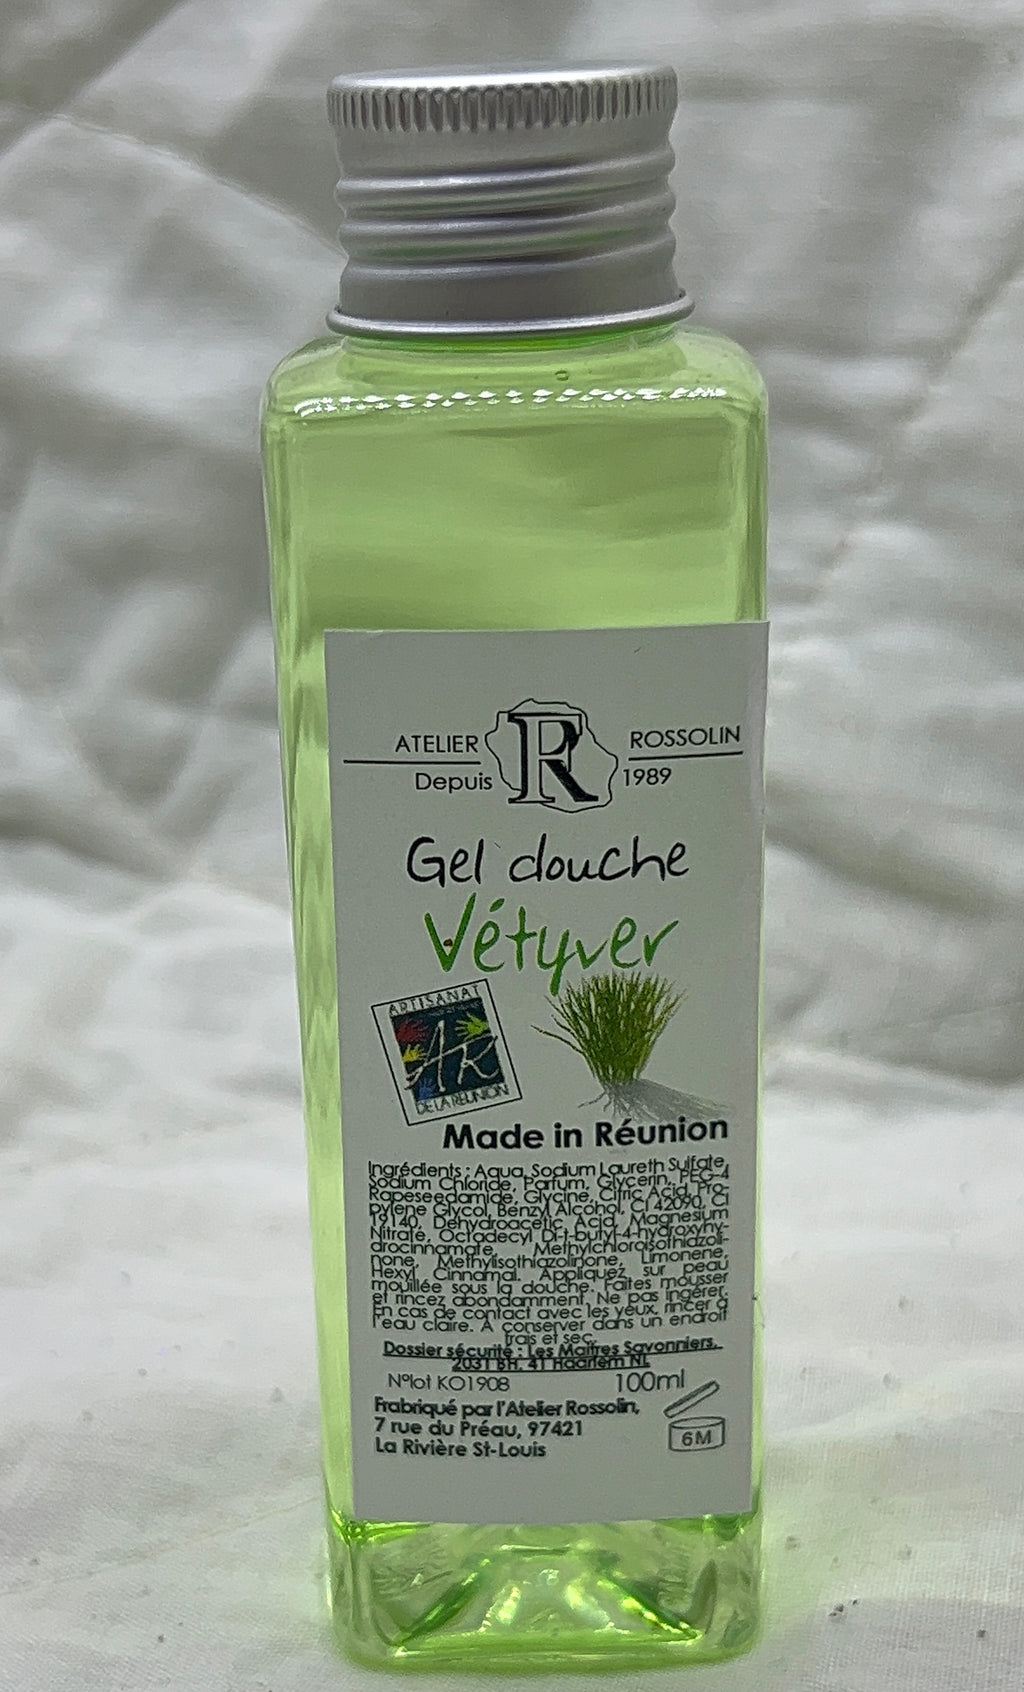 ATELIER R ROSSOLIN
Depuis 1989
Gel douche
Vétyver
ARTISANAT
AR
DE LA RÉUNION
Made in Réunion
Ingrédients : Aqua, Sodium Laureth Sulfate,
Sodium Chloride, Parfum, Glycerin, PEG-4
Rapeseedamide, Glycine, Citric Acid, Pro-
pylene Glycol, Benzyl Alcohol, CI 42090, CI
19140, Dehydroacetic Acid, Magnesium
Nitrate, Octadecyl Di-t-butyl-4-hydroxyhy-
drocinnamate, Methylchloroisothiazoli-
none, Methylisothiazolinone, Limonene,
Hexyl Cinnamal. Appliquez sur peau
mouillée sous la douche. Faites mousser
et rincez abondamment. Ne pas ingérer.
En cas de contact avec les yeux, rincer à
l'eau claire. A conserver dans un endroit
frais et sec.
Dossier sécurité : Les Maîtres Savonniers,
2031 BH, 41 Haarlem NL
N°lot KO1908 100ml
Frabriqué par l'Atelier Rossolin,
7 rue du Préau, 97421
La Rivière St-Louis
6M